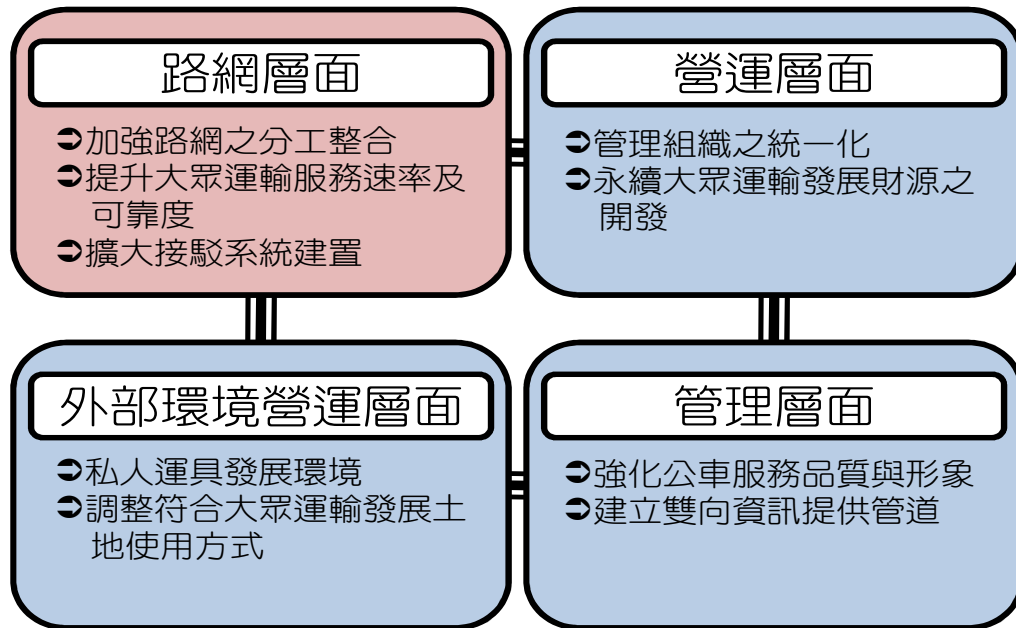 路網層面
➲加強路網之分工整合
➲提升大眾運輸服務速率及
可靠度
➲擴大接駁系統建置
營運層面
➲管理組織之統一化
➲永續大眾運輸發展財源之
開發
外部環境營運層面
➲私人運具發展環境
➲調整符合大眾運輸發展土
地使用方式
管理層面
➲強化公車服務品質與形象
➲建立雙向資訊提供管道